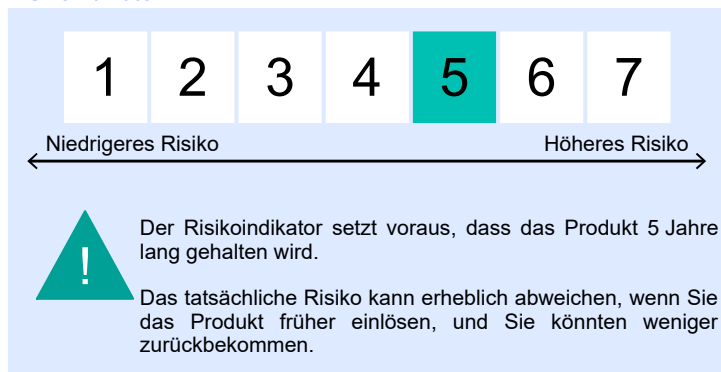 1 2 3 4 5 6 7
Niedrigeres Risiko Höheres Risiko
!
Der Risikoindikator setzt voraus, dass das Produkt 5 Jahre
lang gehalten wird.
Das tatsächliche Risiko kann erheblich abweichen, wenn Sie
das Produkt früher einlösen, und Sie könnten weniger
zurückbekommen.